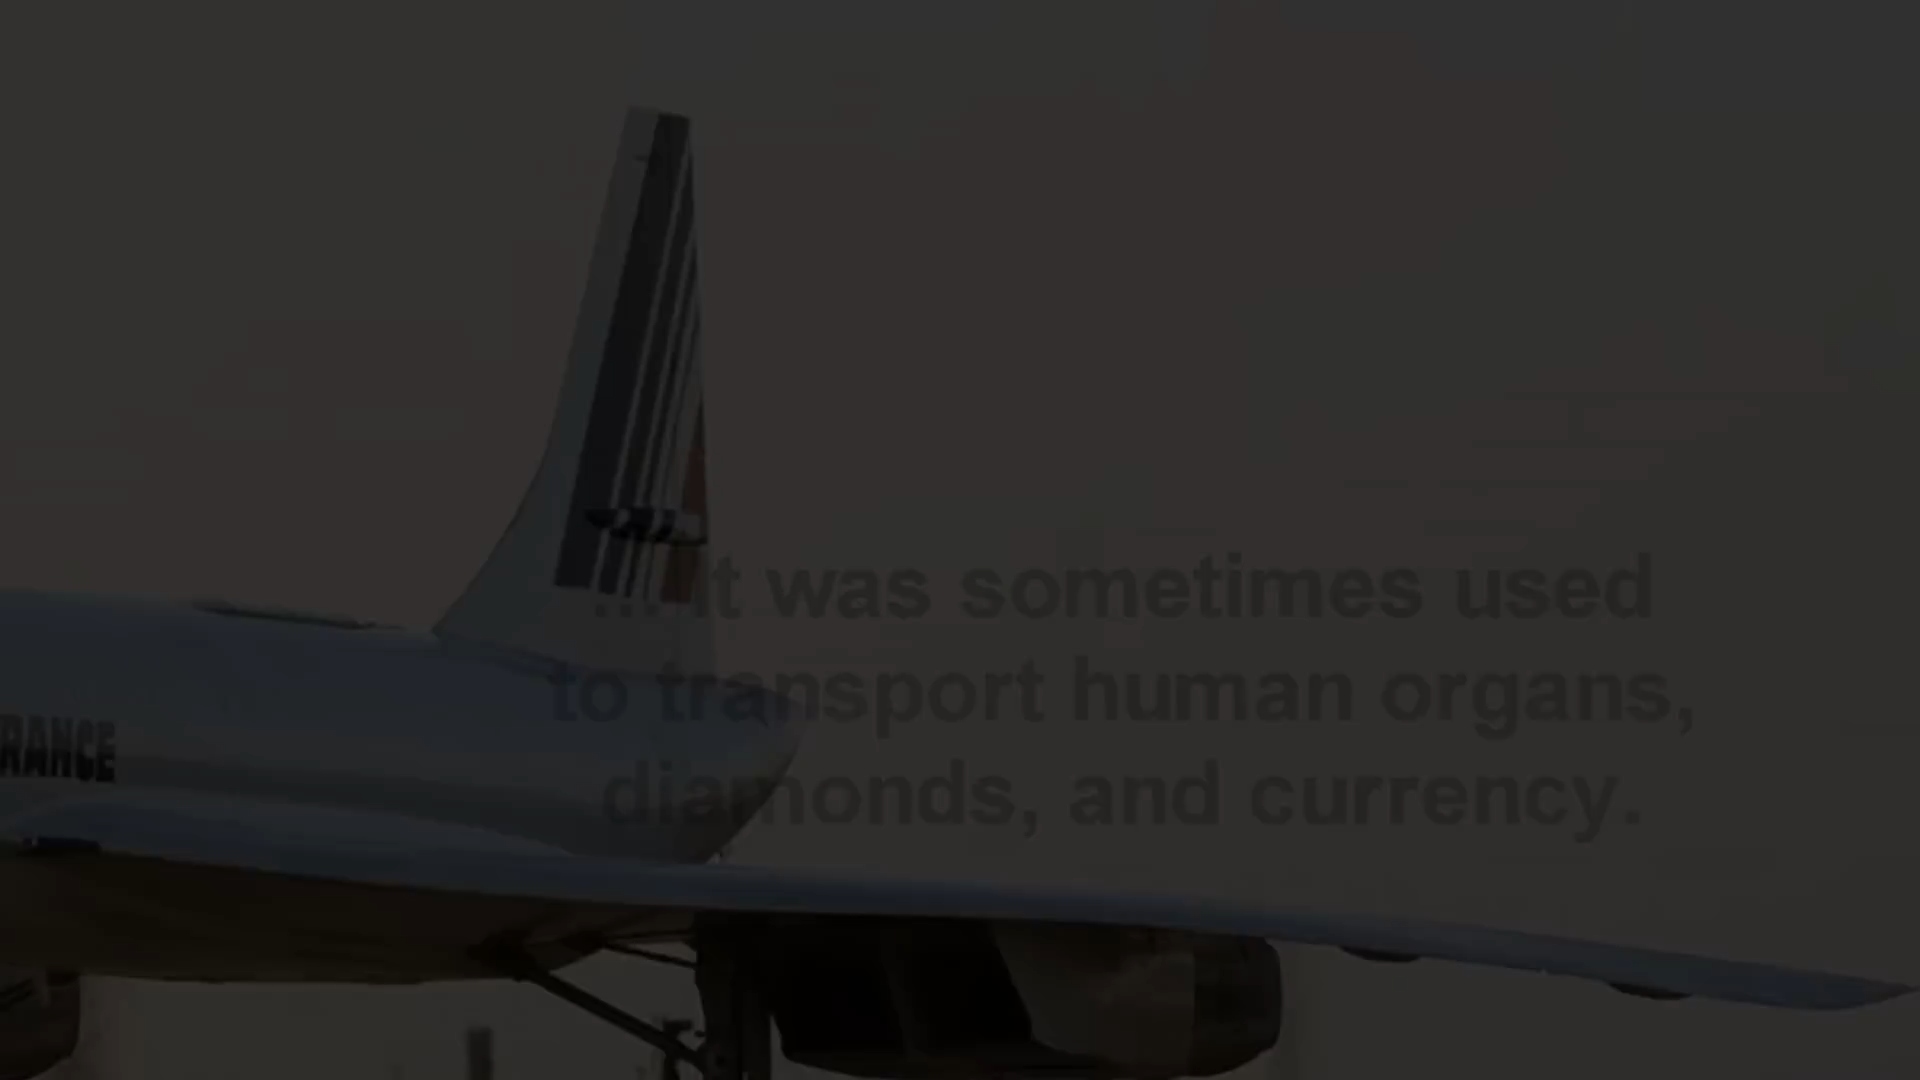 RANCE
... it was sometimes used
to transport human organs,
diamonds, and currency.